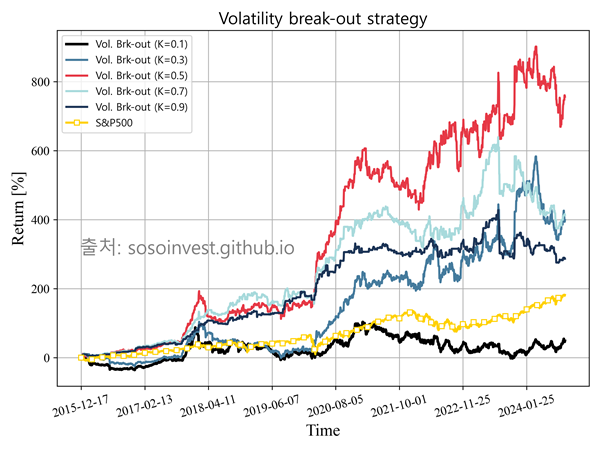 Volatility break-out strategy
Vol. Brk-out (K=0.1)
Vol. Brk-out (K=0.3)
Vol. Brk-out (K=0.5)
Vol. Brk-out (K=0.7)
Vol. Brk-out (K=0.9)
S&P500
Return [%]
800
600
400
200
0
출처: sosoinvest.github.io
2015-12-17
2017-02-13
2018-04-11
2019-06-07
2020-08-05
2021-10-01
2022-11-25
2024-01-25
Time